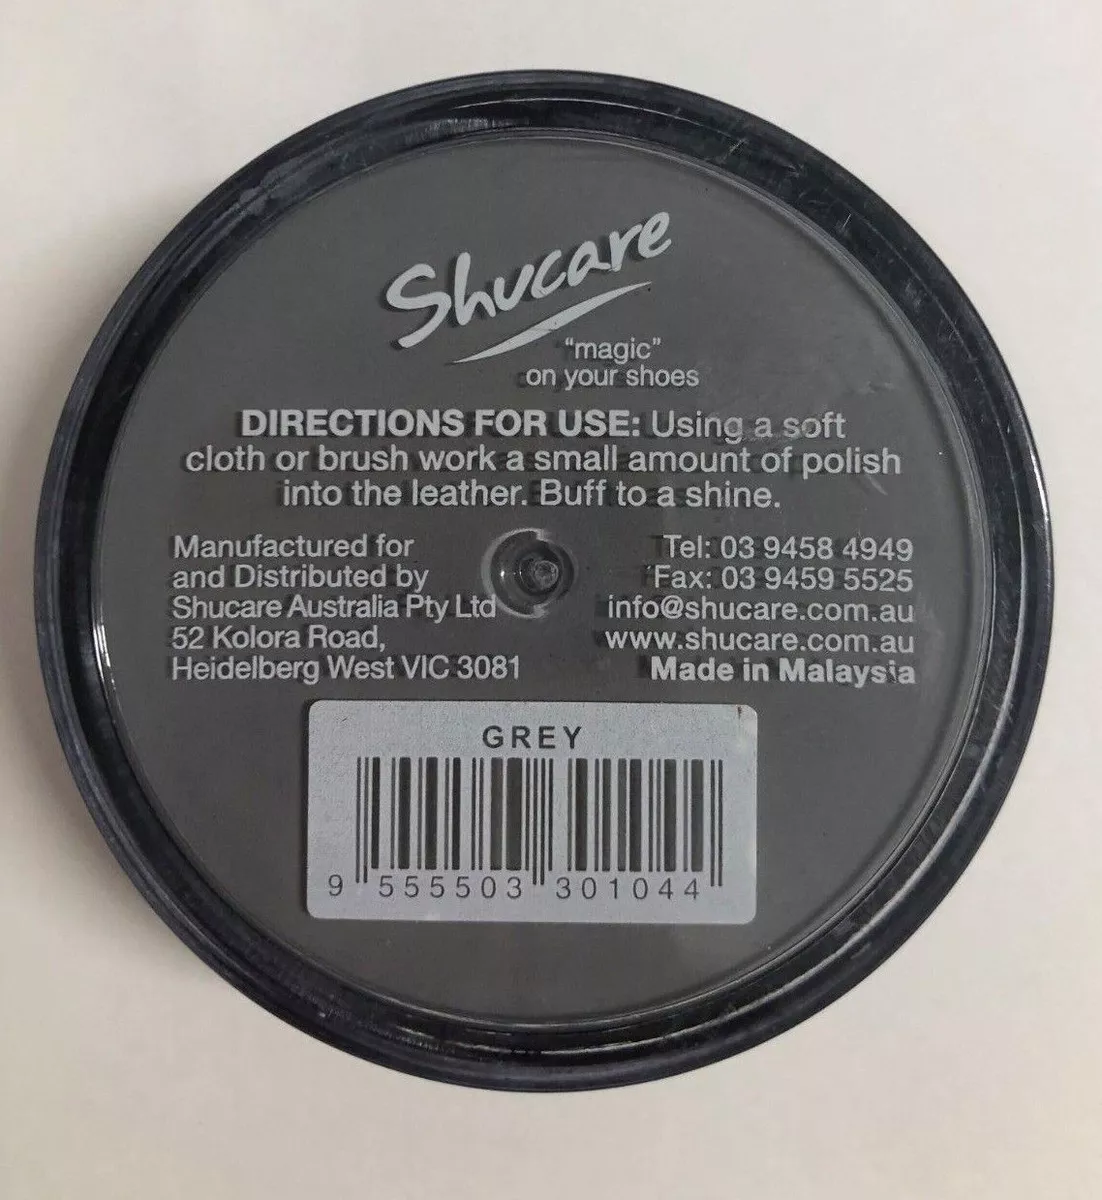 Shucare
“magic”
on your shoes
DIRECTIONS FOR USE: Using a soft
cloth or brush work a small amount of polish
into the leather. Buff to a shine.
Manufactured for
and Distributed by
Shucare Australia Pty Ltd
52 Kolora Road,
Heidelberg West VIC 3081
Tel: 03 9458 4949
Fax: 03 9459 5525
info@shucare.com.au
www.shucare.com.au
Made in Malaysia
GREY
9 555503 301044